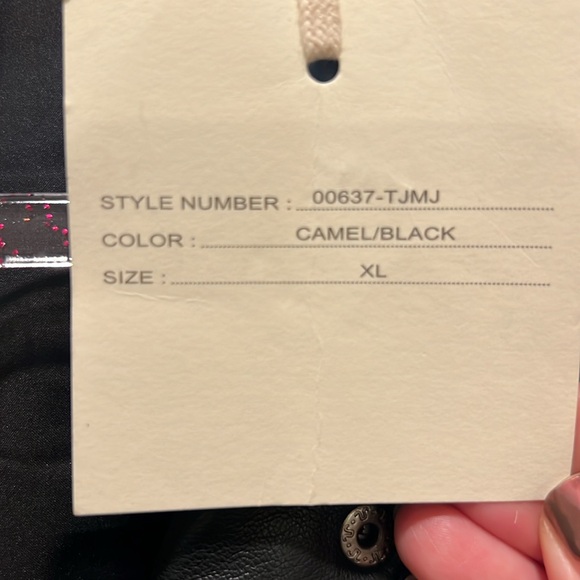 STYLE NUMBER : 00637-TJMJ
COLOR : CAMEL/BLACK
SIZE : XL